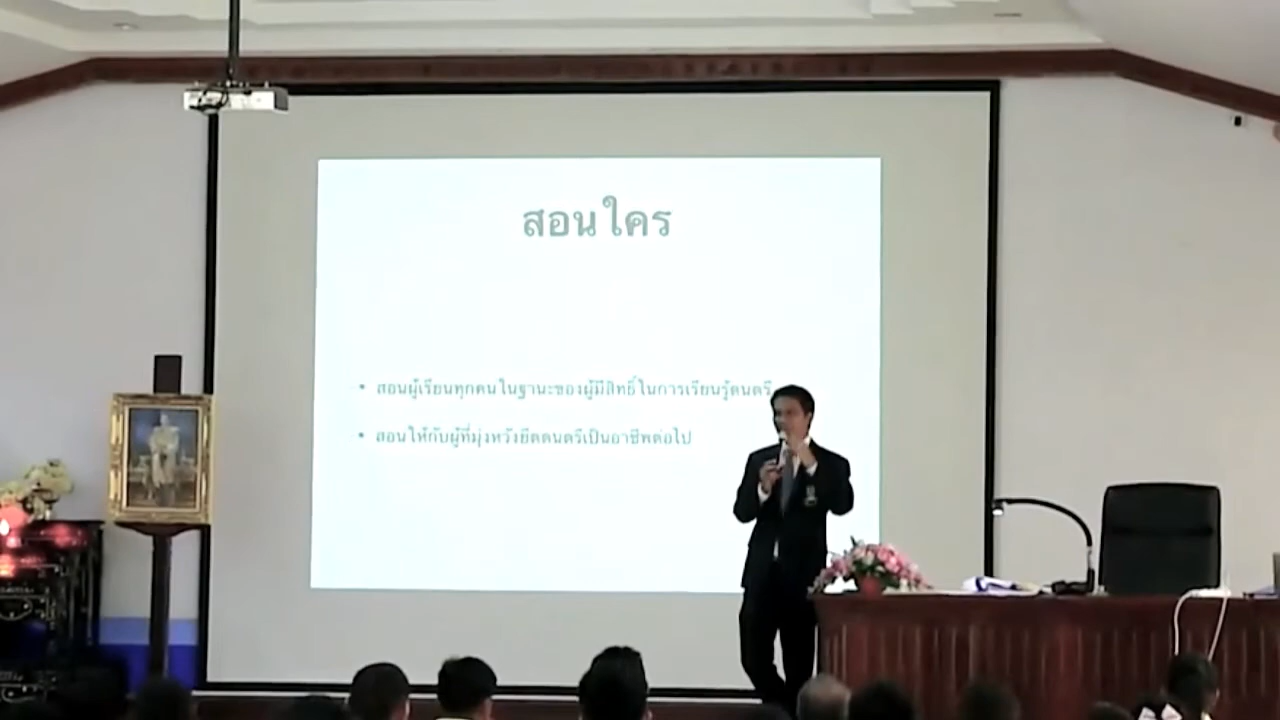 สอนใคร
• สอนผู้เรียนทุกคนในฐานะของผู้มีสิทธิ์ในการเรียนรู้ดนตรี
• สอนให้กับผู้ที่มุ่งหวังยึดดนตรีเป็นอาชีพต่อไป